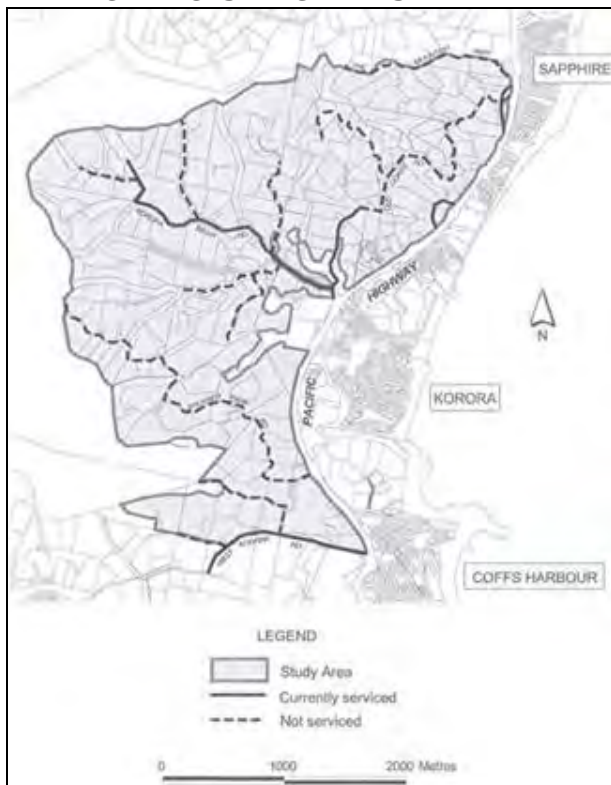 SAPPHIRE
HIGHWAY
PACIFIC
N
KORORA
COFFS HARBOUR
LEGEND
Study Area
Currently serviced
Not serviced
0 1000 2000 Metres